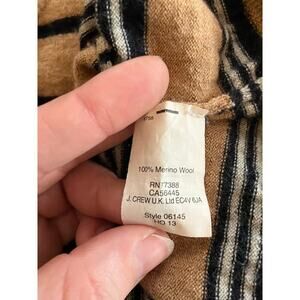 100% Merino Wool
RN 77388
CA56445
J. CREW U.K. Ltd EC4V 6JA
Style 06145
HO 13